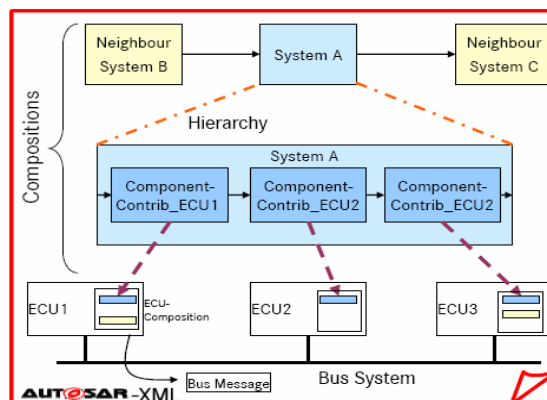 Neighbour
System B
System A
Neighbour
System C
Compositions
Hierarchy
System A
Component-
Contrib_ECU1
Component-
Contrib_ECU2
Component-
Contrib_ECU2
ECU1
ECU-
Composition
ECU2
ECU3
Bus System
AUTOSAR -XML
Bus Message